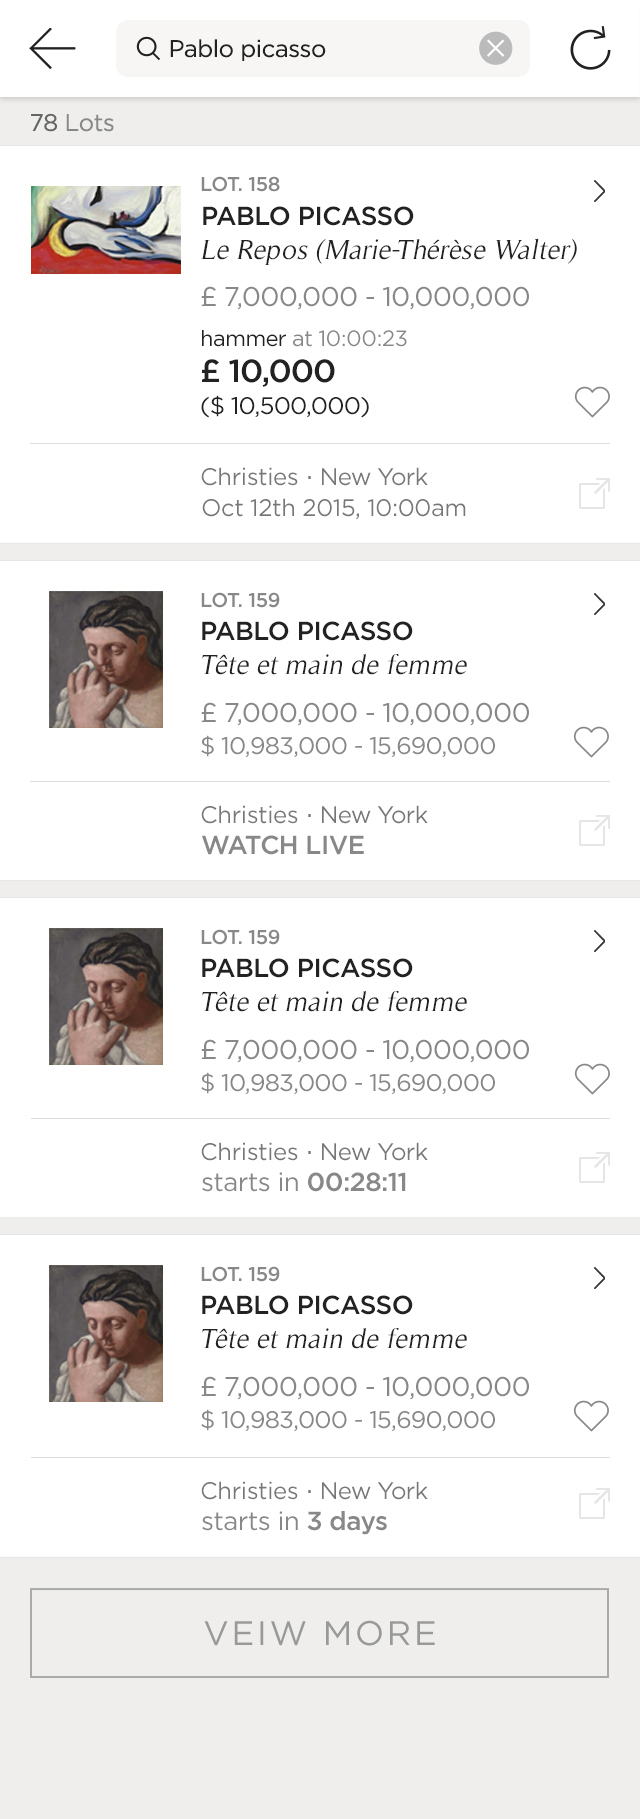 Pablo picasso
78 Lots
LOT. 158
PABLO PICASSO
Le Repos (Marie-Thérèse Walter)
£ 7,000,000 - 10,000,000
hammer at 10:00:23
£ 10,000
($ 10,500,000)
Christies · New York
Oct 12th 2015, 10:00am
LOT. 159
PABLO PICASSO
Tête et main de femme
£ 7,000,000 - 10,000,000
$ 10,983,000 - 15,690,000
Christies · New York
WATCH LIVE
LOT. 159
PABLO PICASSO
Tête et main de femme
£ 7,000,000 - 10,000,000
$ 10,983,000 - 15,690,000
Christies · New York
starts in 00:28:11
LOT. 159
PABLO PICASSO
Tête et main de femme
£ 7,000,000 - 10,000,000
$ 10,983,000 - 15,690,000
Christies · New York
starts in 3 days
VEIW MORE